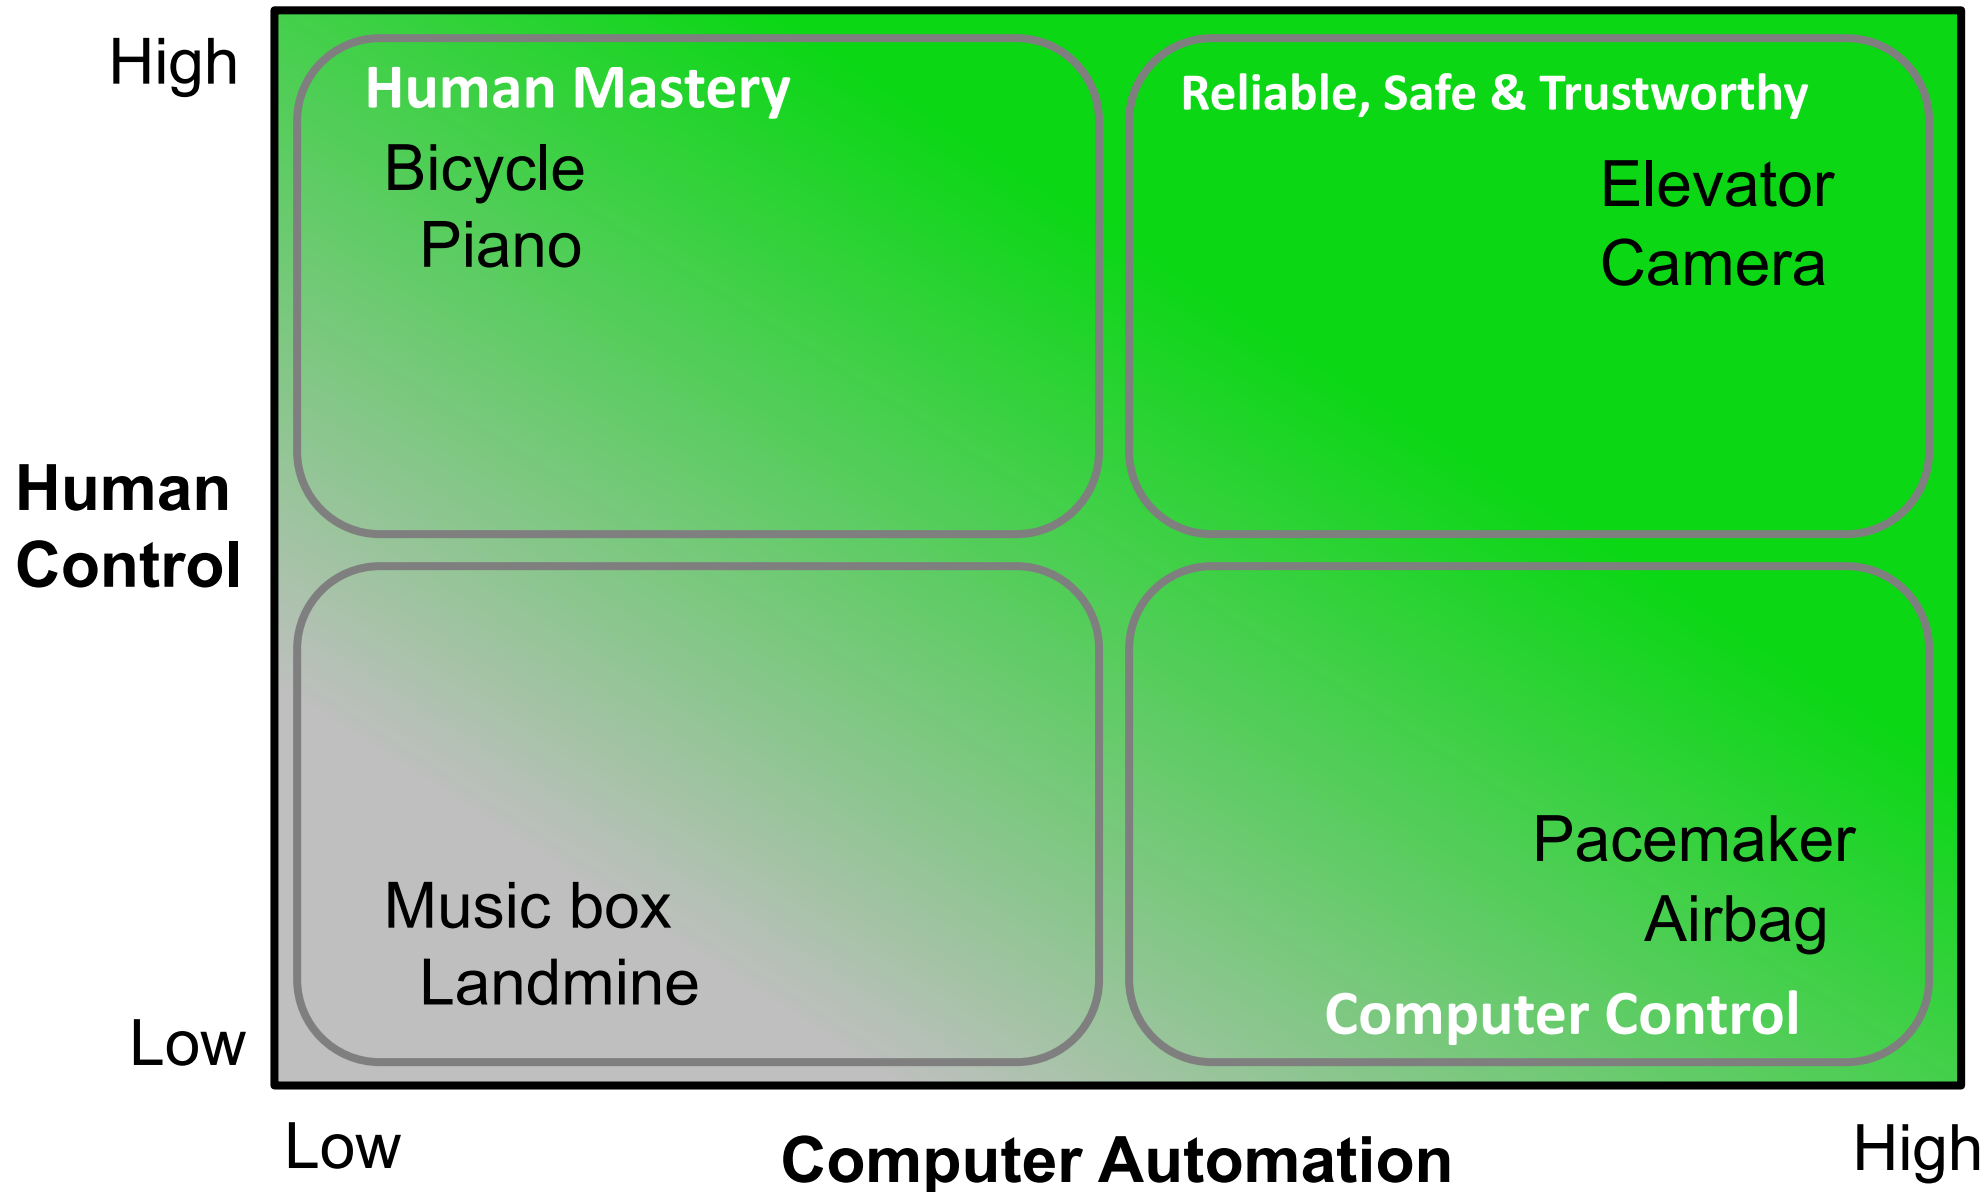 High
Human Mastery
Bicycle
Piano
Reliable, Safe & Trustworthy
Elevator
Camera
Human
Control
Music box
Landmine
Pacemaker
Airbag
Computer Control
Low
Low
Computer Automation
High